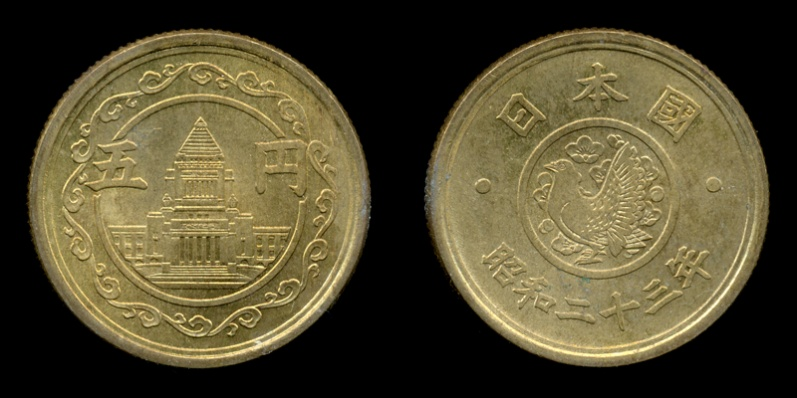 五 円
日本國
昭和二十三年